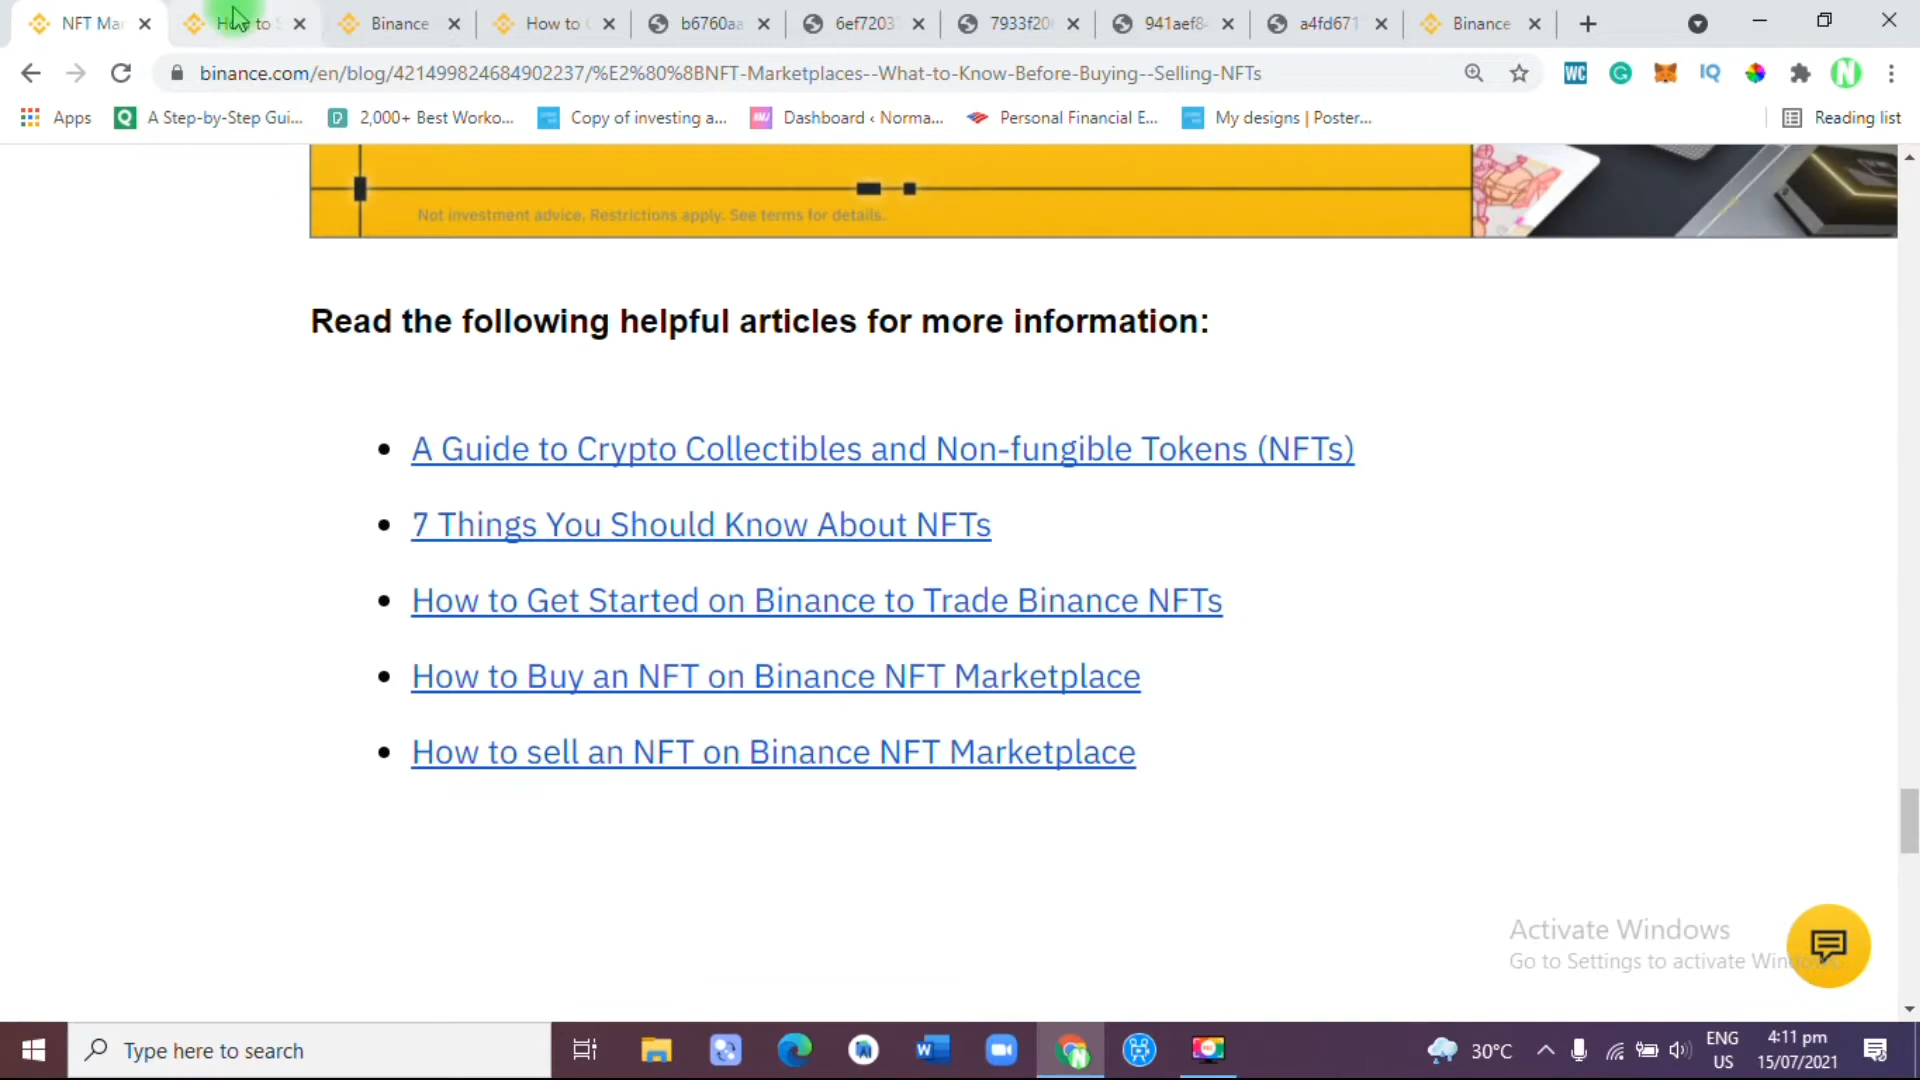 NFT Mar
How to S
Binance
How to C
b6760aa
6ef7203
7933f20
941aef8
a4fd671
Binance
binance.com/en/blog/421499824684902237/%E2%80%8BNFT-Marketplaces--What-to-Know-Before-Buying--Selling-NFTs
WC
IQ
N
Apps
A Step-by-Step Gui...
2,000+ Best Worko...
Copy of investing a...
Dashboard ‹ Norma...
Personal Financial E...
My designs | Poster...
Reading list
Not investment advice. Restrictions apply. See terms for details.
Read the following helpful articles for more information:
A Guide to Crypto Collectibles and Non-fungible Tokens (NFTs)
7 Things You Should Know About NFTs
How to Get Started on Binance to Trade Binance NFTs
How to Buy an NFT on Binance NFT Marketplace
How to sell an NFT on Binance NFT Marketplace
Activate Windows
Go to Settings to activate Windows.
Type here to search
30°C
ENG
US
4:11 pm
15/07/2021